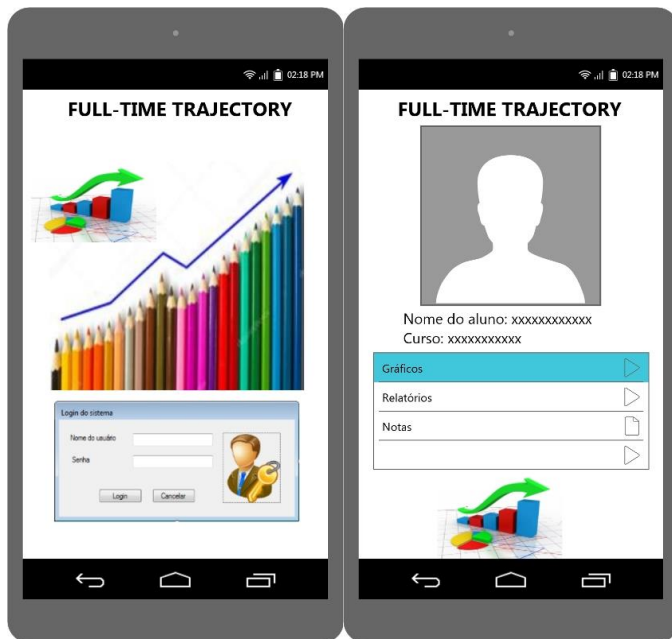 02:18 PM
FULL-TIME TRAJECTORY
Login do sistema
Nome do usuário
Senha
Login
Cancelar
02:18 PM
FULL-TIME TRAJECTORY
Nome do aluno: xxxxxxxxxxxx
Curso: xxxxxxxxxxx
Gráficos
Relatórios
Notas